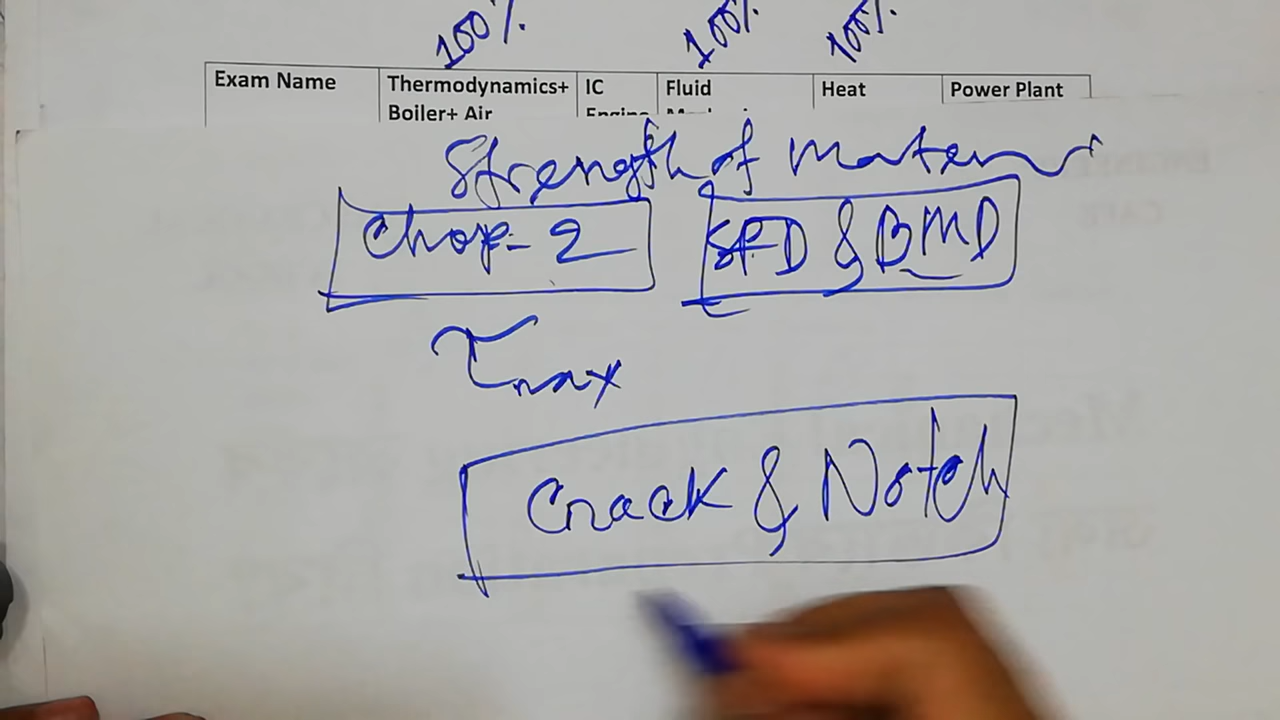 100% 100% 100%
Exam Name Thermodynamics+ IC Fluid Heat Power Plant
Boiler+ Air Engine
Strength of
Chap-2 SFD & BMD
τmax
Crack & Notch